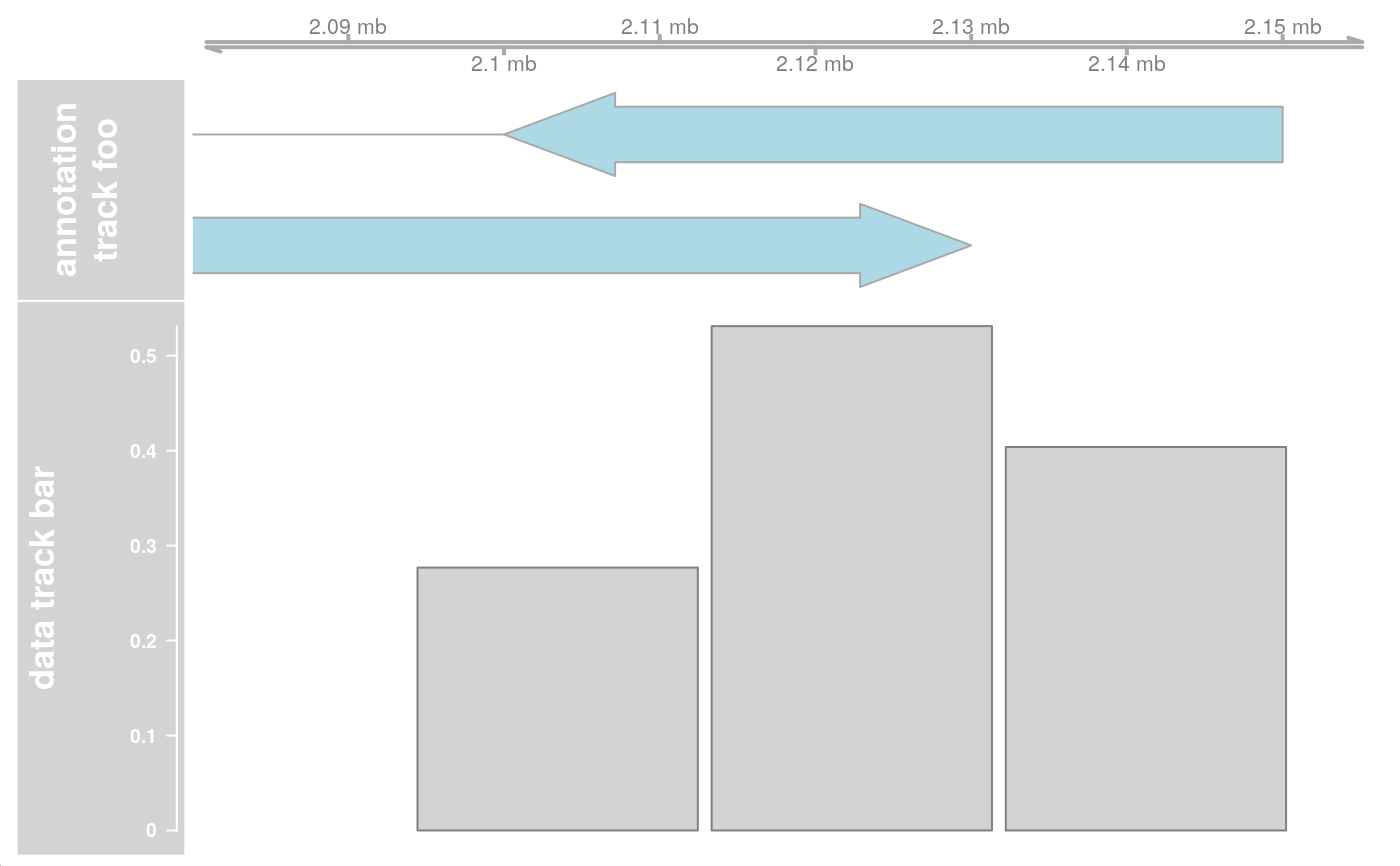 2.09 mb 2.11 mb 2.13 mb 2.15 mb
2.1 mb 2.12 mb 2.14 mb
annotation
track foo
data track bar
0.5
0.4
0.3
0.2
0.1
0